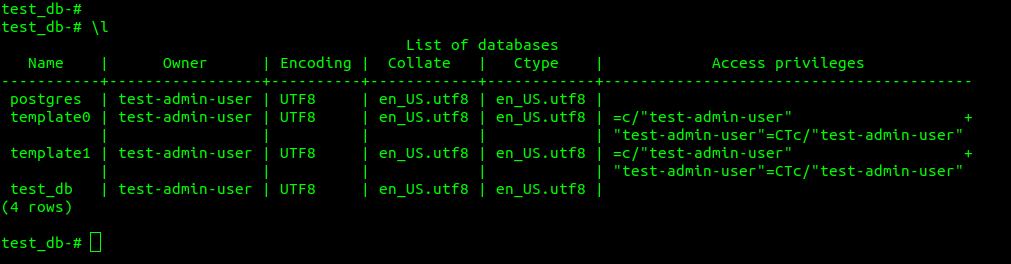 test_db-#
test_db-# \l
                                             List of databases
   Name    |      Owner      | Encoding |  Collate   |   Ctype    |            Access privileges
-----------+-----------------+----------+------------+------------+-----------------------------------------
 postgres  | test-admin-user | UTF8     | en_US.utf8 | en_US.utf8 |
 template0 | test-admin-user | UTF8     | en_US.utf8 | en_US.utf8 | =c/"test-admin-user"                   +
           |                 |          |            |            | "test-admin-user"=CTc/"test-admin-user"
 template1 | test-admin-user | UTF8     | en_US.utf8 | en_US.utf8 | =c/"test-admin-user"                   +
           |                 |          |            |            | "test-admin-user"=CTc/"test-admin-user"
 test_db   | test-admin-user | UTF8     | en_US.utf8 | en_US.utf8 |
(4 rows)
test_db-#